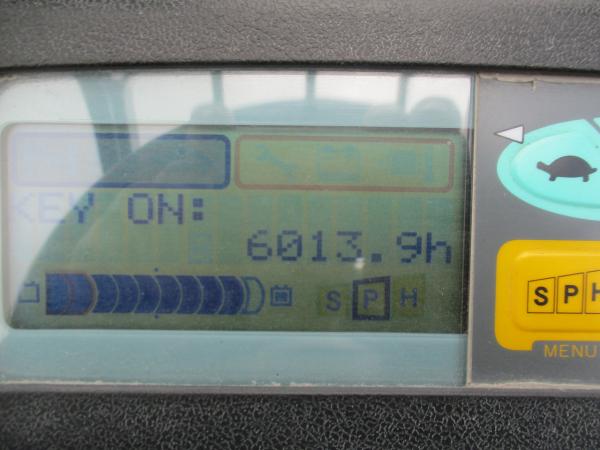 KEY ON:
6013.9h
S P H
S P H
MENU